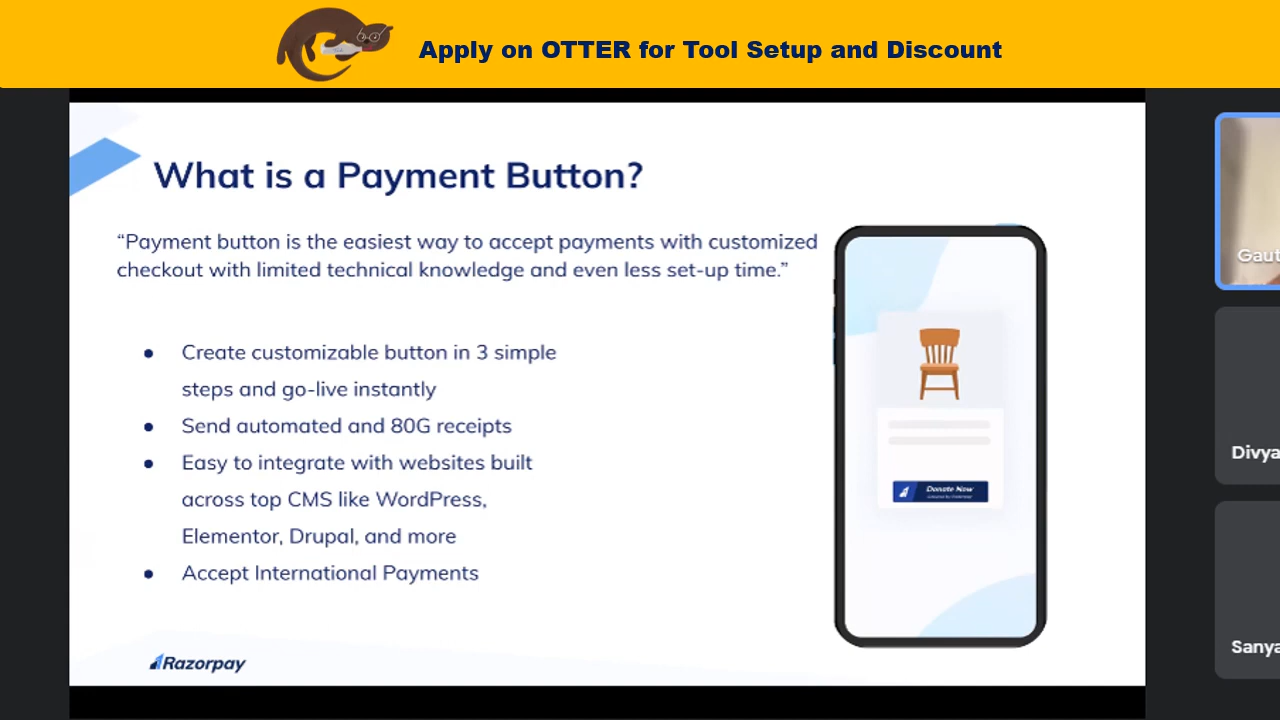 Apply on OTTER for Tool Setup and Discount
What is a Payment Button?
“Payment button is the easiest way to accept payments with customized
checkout with limited technical knowledge and even less set-up time.”
● Create customizable button in 3 simple
steps and go-live instantly
● Send automated and 80G receipts
● Easy to integrate with websites built
across top CMS like WordPress,
Elementor, Drupal, and more
● Accept International Payments
Donate Now
Razorpay
Gaut
Divya
Sanya